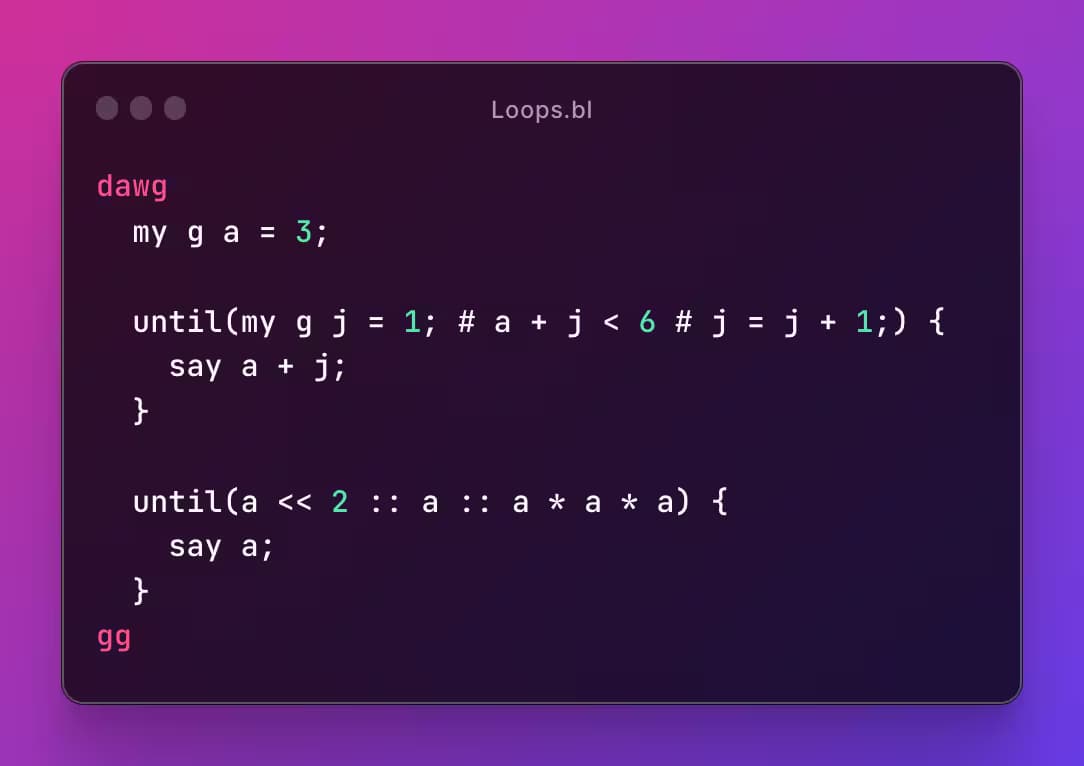 Loops.bl
dawg
my g a = 3;
until(my g j = 1; # a + j < 6 # j = j + 1;) {
say a + j;
}
until(a << 2 :: a :: a * a * a) {
say a;
}
gg